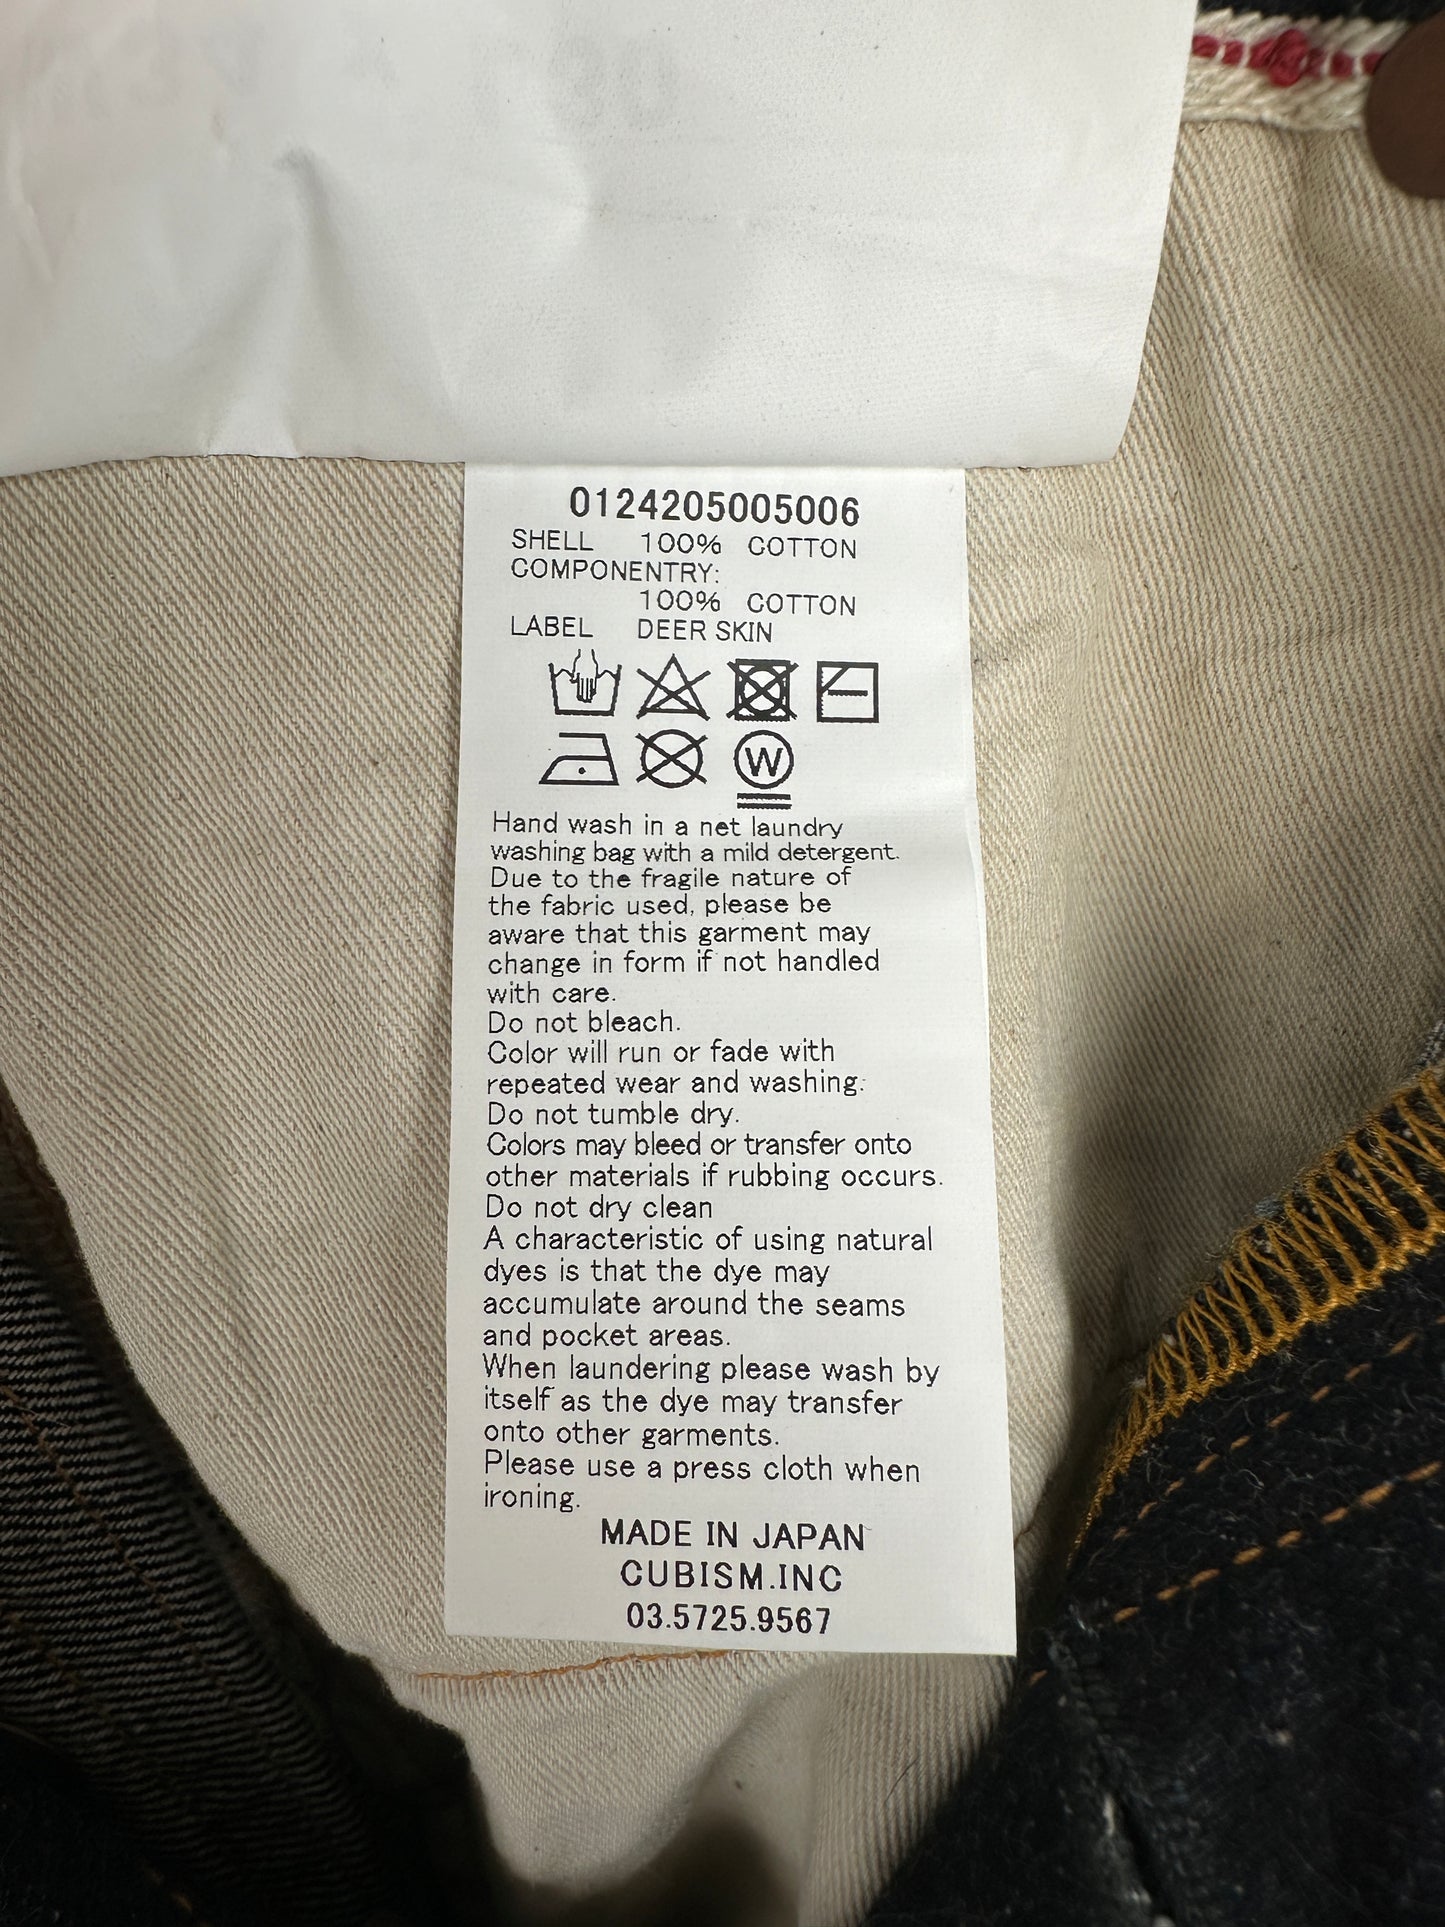 0124205005006
SHELL 100% COTTON
COMPONENTRY:
100% COTTON
LABEL DEER SKIN
W
Hand wash in a net laundry
washing bag with a mild detergent.
Due to the fragile nature of
the fabric used, please be
aware that this garment may
change in form if not handled
with care.
Do not bleach.
Color will run or fade with
repeated wear and washing.
Do not tumble dry.
Colors may bleed or transfer onto
other materials if rubbing occurs.
Do not dry clean
A characteristic of using natural
dyes is that the dye may
accumulate around the seams
and pocket areas.
When laundering please wash by
itself as the dye may transfer
onto other garments.
Please use a press cloth when
ironing.
MADE IN JAPAN
CUBISM.INC
03.5725.9567